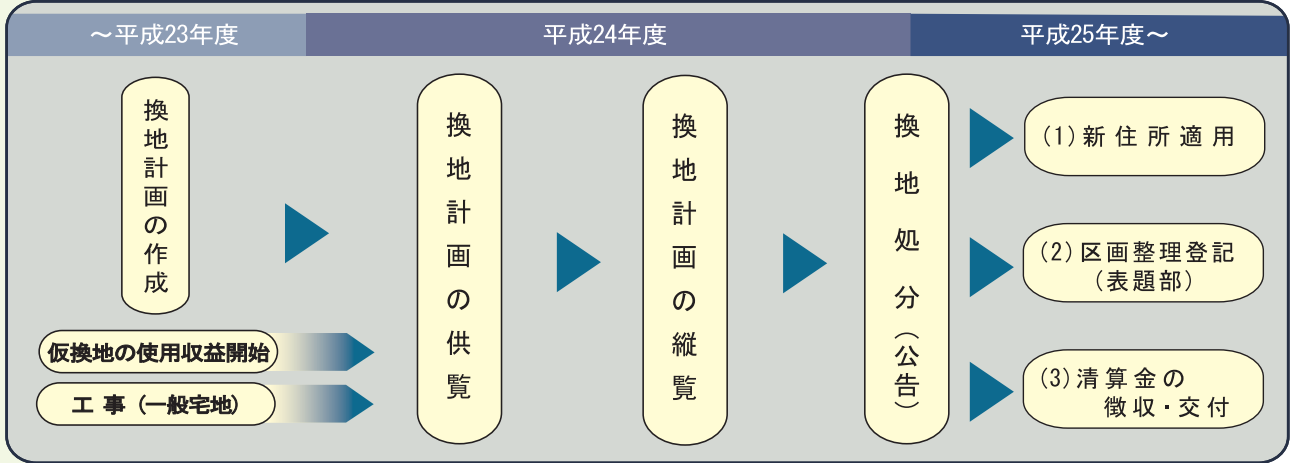 ～平成23年度
平成24年度
平成25年度～
換地計画の作成
仮換地の使用収益開始
工事（一般宅地）
換地計画の供覧
換地計画の縦覧
換地処分（公告）
(1)新住所適用
(2)区画整理登記
（表題部）
(3)清算金の
徴収・交付